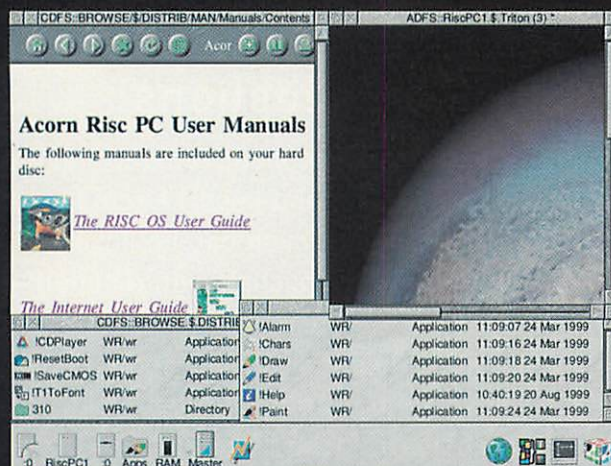 CDFS::BROWSE/$/DISTRIB/MAN/Manuals/Contents
Acor
Acorn Risc PC User Manuals
The following manuals are included on your hard
disc:
The RISC OS User Guide
The Internet User Guide
ADFS::RiscPC1.$.Triton (3) *
CDFS::BROWSE.$.DISTRIB
!CDPlayer WR/wr Application
!ResetBoot WR/wr Application
!SaveCMOS WR/wr Application
!T1ToFont WR/wr Application
310 WR/wr Directory
!Alarm WR/ Application 11:09:07 24 Mar 1999
!Chars WR/ Application 11:09:16 24 Mar 1999
!Draw WR/ Application 11:09:18 24 Mar 1999
!Edit WR/ Application 11:09:20 24 Mar 1999
!Help WR/ Application 10:40:19 20 Aug 1999
!Paint WR/ Application 11:09:24 24 Mar 1999
:0 RiscPC1 :0 Apps RAM Master